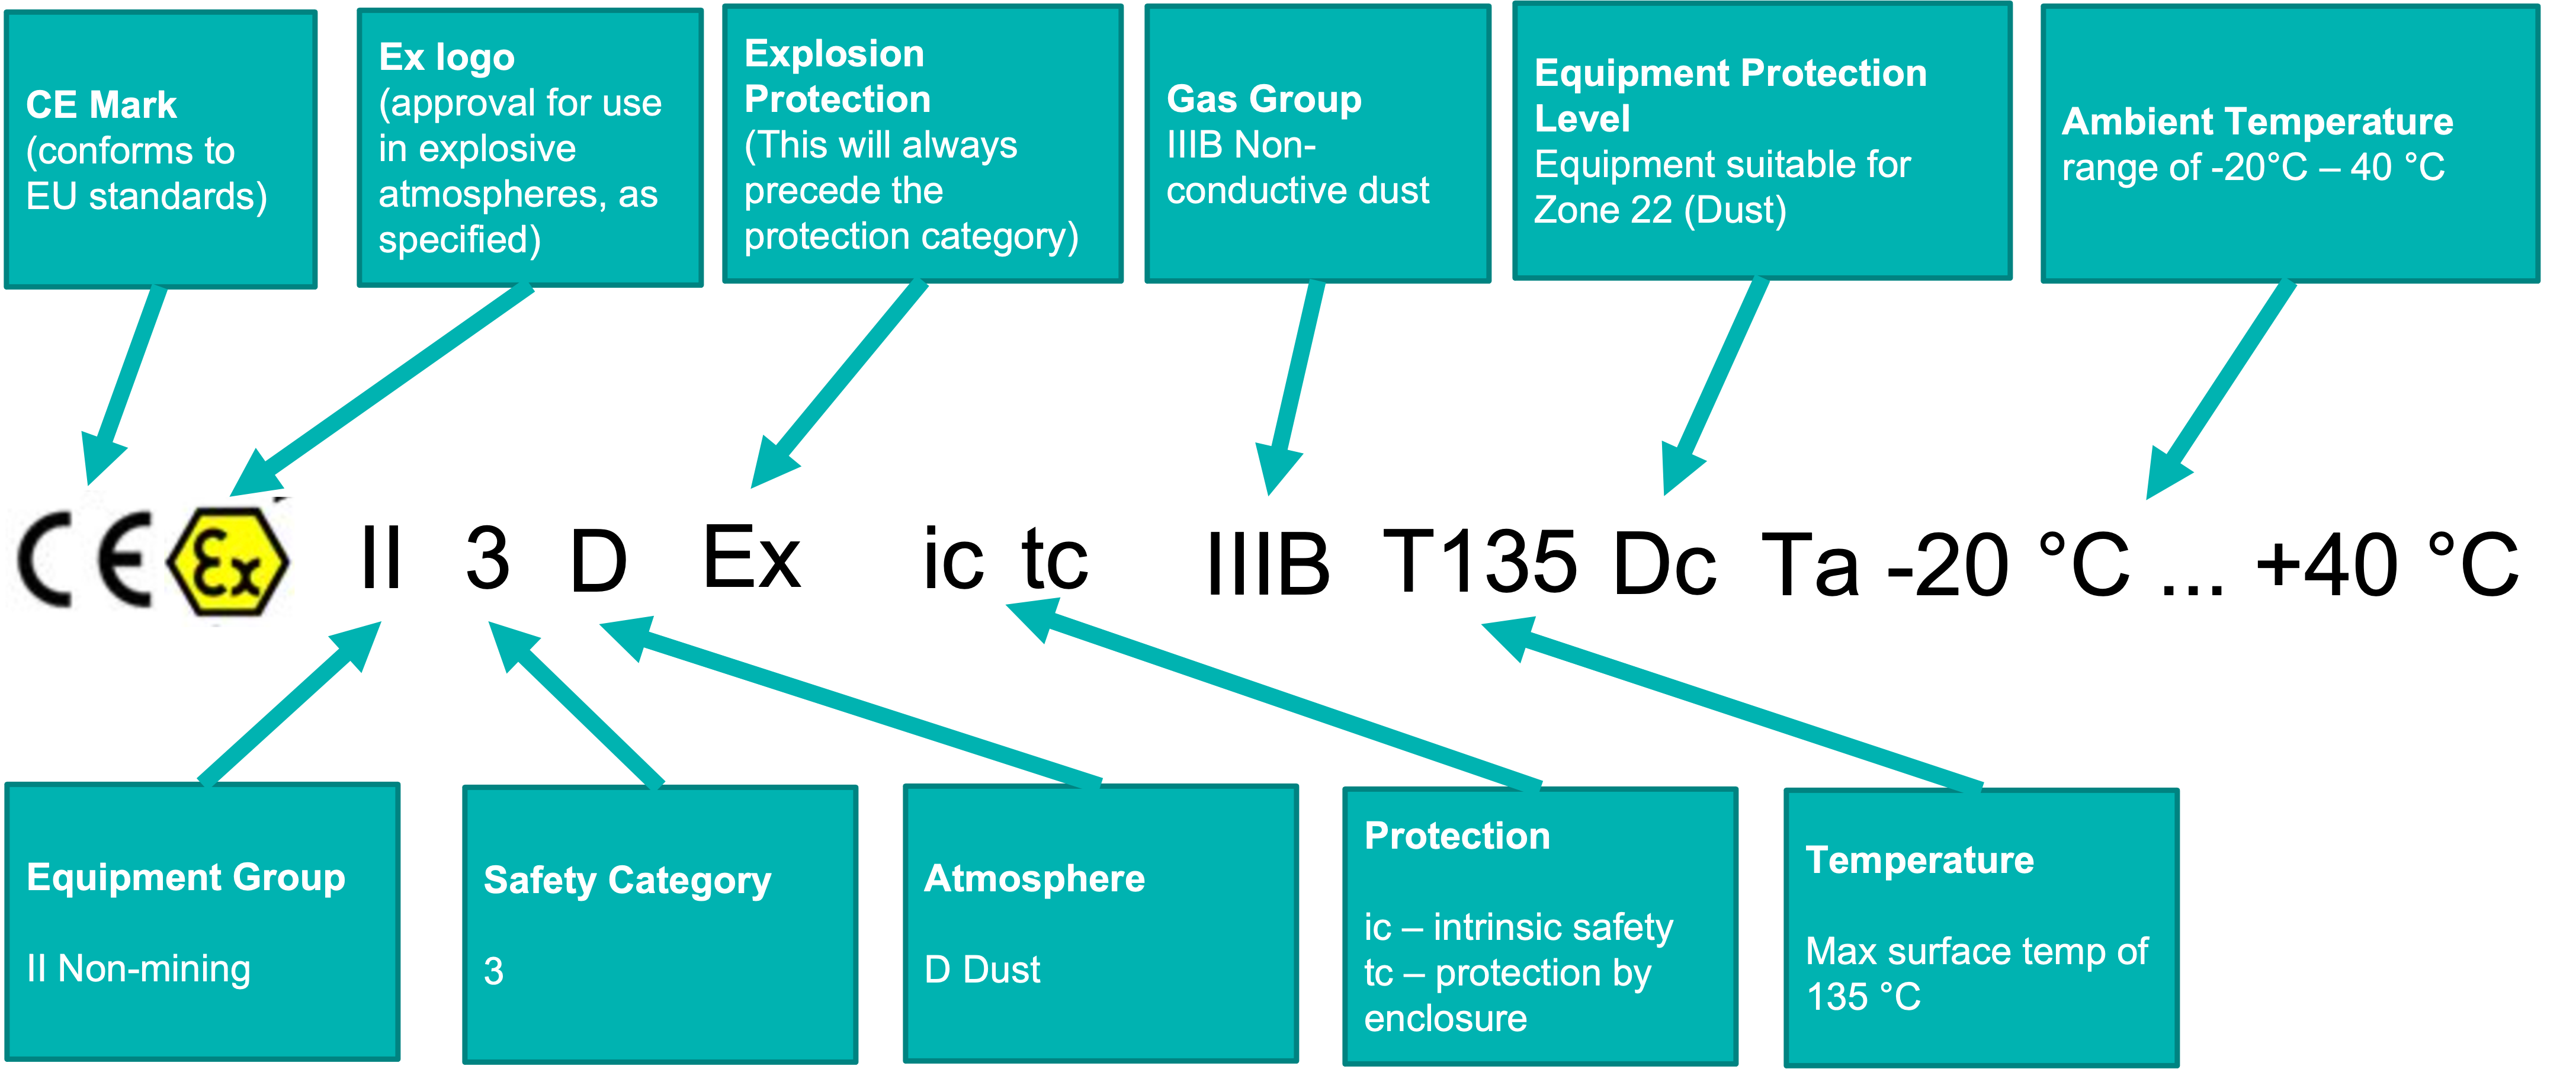 CE Mark
(conforms to
EU standards)
Ex logo
(approval for use
in explosive
atmospheres, as
specified)
Explosion
Protection
(This will always
precede the
protection category)
Gas Group
IIIB Non-
conductive dust
Equipment Protection
Level
Equipment suitable for
Zone 22 (Dust)
Ambient Temperature
range of -20°C – 40 °C
CE Ex II 3 D Ex ic tc IIIB T135 Dc Ta -20 °C ... +40 °C
Equipment Group
II Non-mining
Safety Category
3
Atmosphere
D Dust
Protection
ic – intrinsic safety
tc – protection by
enclosure
Temperature
Max surface temp of
135 °C